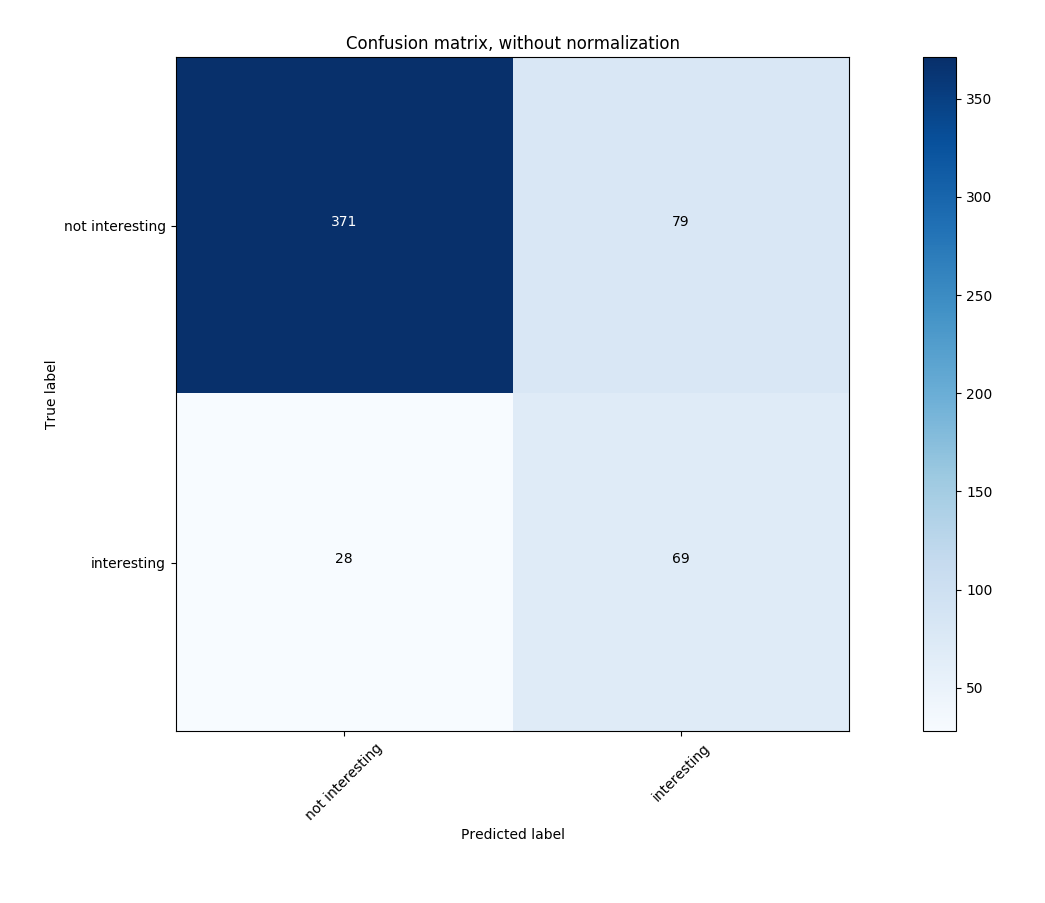 Confusion matrix, without normalization
not interesting
371
79
interesting
28
69
True label
not interesting
interesting
Predicted label
350
300
250
200
150
100
50